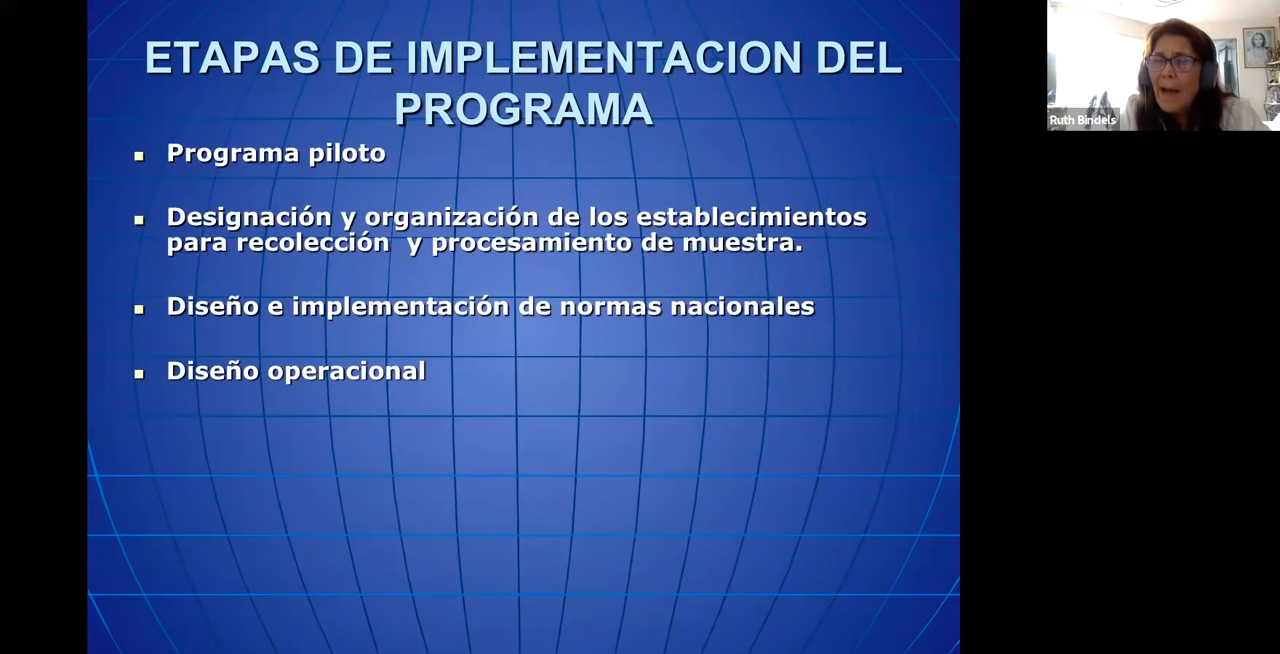 ETAPAS DE IMPLEMENTACION DEL
PROGRAMA
Programa piloto
Designación y organización de los establecimientos
para recolección y procesamiento de muestra.
Diseño e implementación de normas nacionales
Diseño operacional
Ruth Bindels